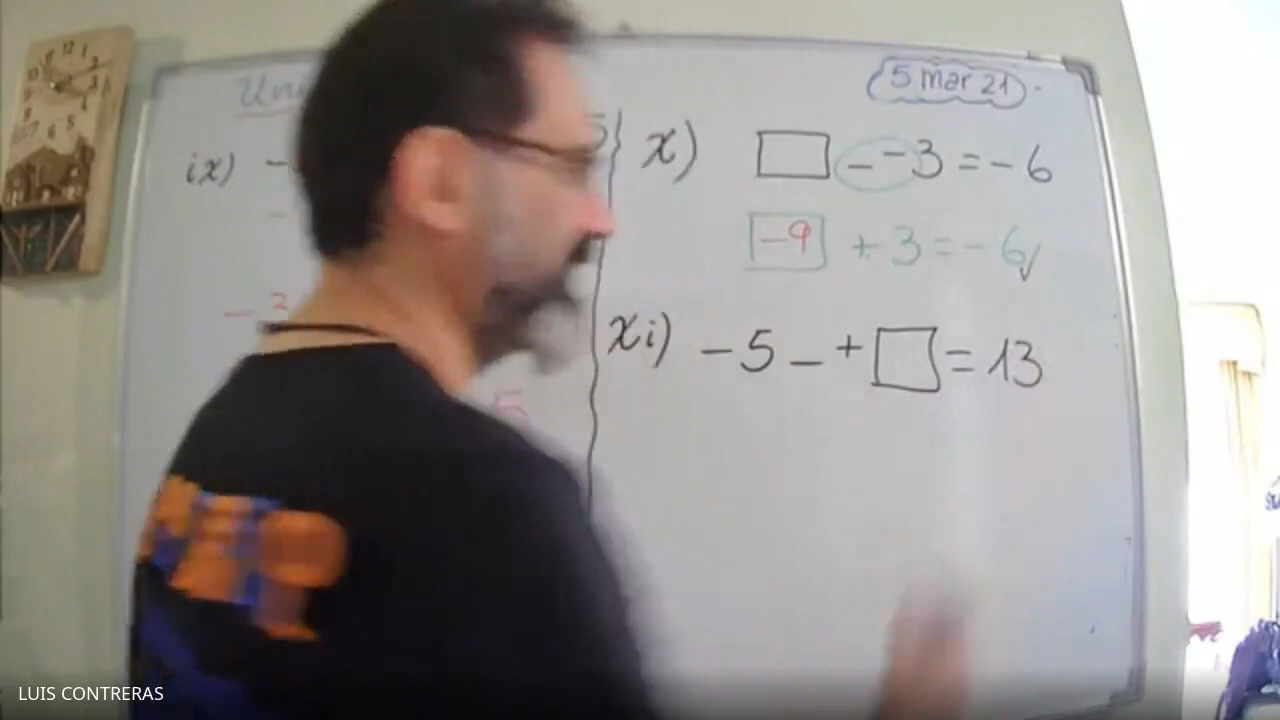 5 mar 21
ix) -
x) □ - -3 = -6
-9 + 3 = -6 ✓
xi) -5 - + □ = 13
LUIS CONTRERAS